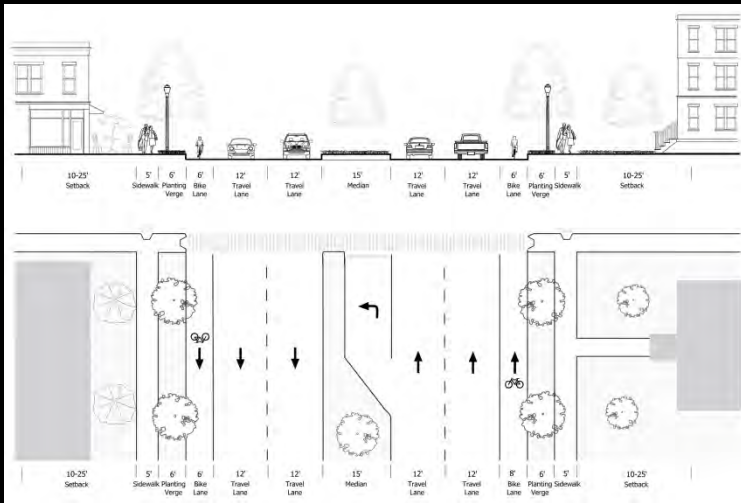 10-25' 5' 6' 6' 12' 12' 15' 12' 12' 6' 6' 5' 10-25'
Setback Sidewalk Planting Bike Travel Travel Median Travel Travel Bike Planting Sidewalk Setback
Verge Lane Lane Lane Lane Lane Lane Verge
10-25' 5' 6' 6' 12' 12' 15' 12' 12' 8' 6' 5' 10-25'
Setback Sidewalk Planting Bike Travel Travel Median Travel Travel Bike Planting Sidewalk Setback
Verge Lane Lane Lane Lane Lane Lane Verge